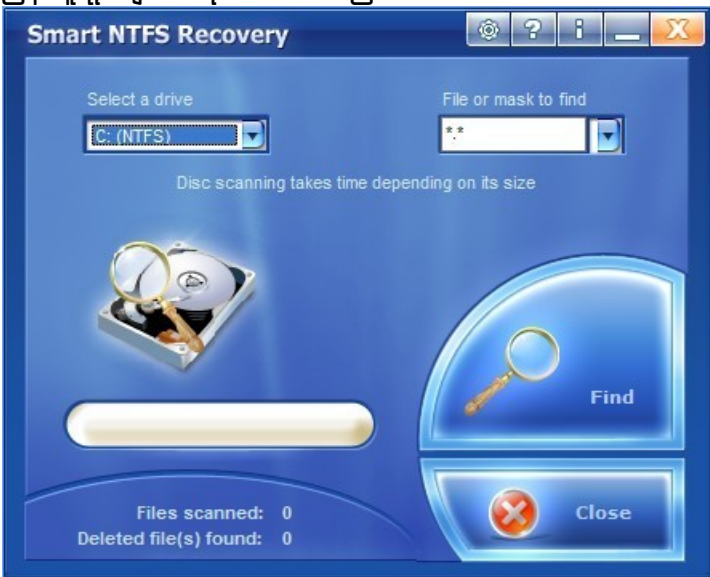 Smart NTFS Recovery
Select a drive
File or mask to find
C: (NTFS)
*.*
Disc scanning takes time depending on its size
Find
Files scanned: 0
Close
Deleted file(s) found: 0